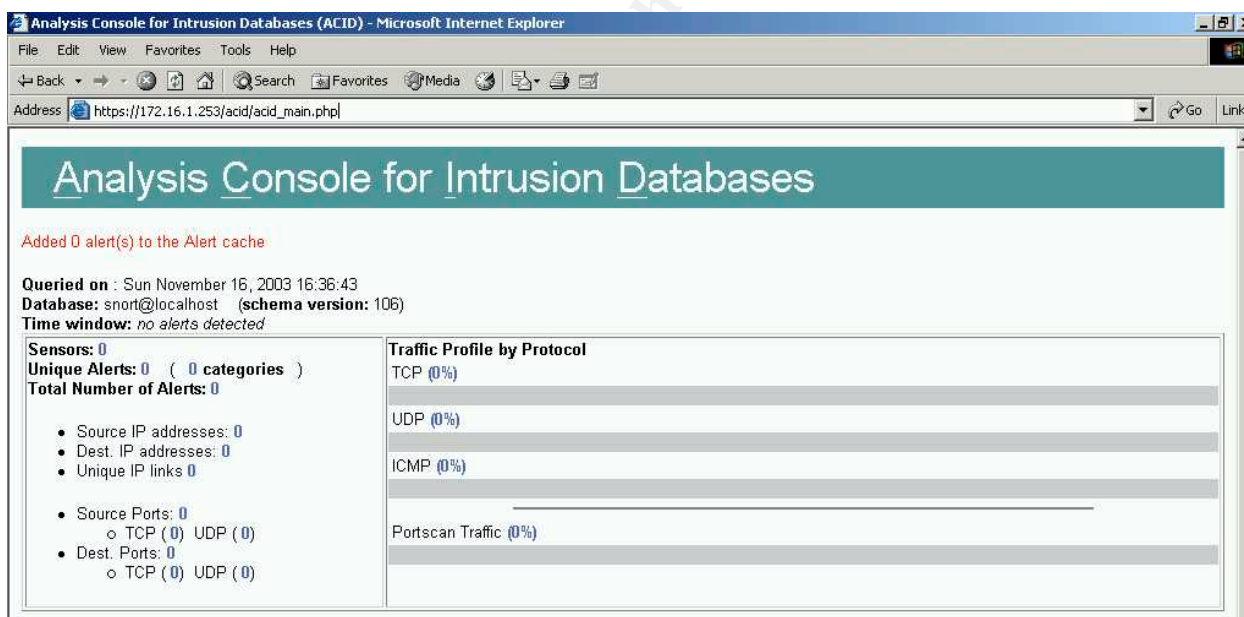 Analysis Console for Intrusion Databases (ACID) - Microsoft Internet Explorer
File Edit View Favorites Tools Help
Back Search Favorites Media
Address https://172.16.1.253/acid/acid_main.php Go Link
Analysis Console for Intrusion Databases
Added 0 alert(s) to the Alert cache
Queried on : Sun November 16, 2003 16:36:43
Database: snort@localhost (schema version: 106)
Time window: no alerts detected
Sensors: 0
Unique Alerts: 0 ( 0 categories )
Total Number of Alerts: 0
Source IP addresses: 0
Dest. IP addresses: 0
Unique IP links 0
Source Ports: 0
TCP ( 0) UDP ( 0)
Dest. Ports: 0
TCP ( 0) UDP ( 0)
Traffic Profile by Protocol
TCP (0%)
UDP (0%)
ICMP (0%)
Portscan Traffic (0%)